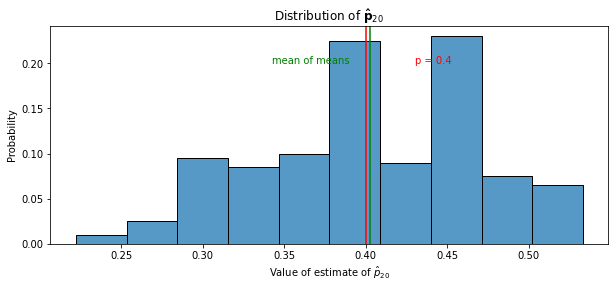 Distribution of p̂₂₀
mean of means
p = 0.4
Probability
0.20
0.15
0.10
0.05
0.00
0.25 0.30 0.35 0.40 0.45 0.50
Value of estimate of p̂₂₀